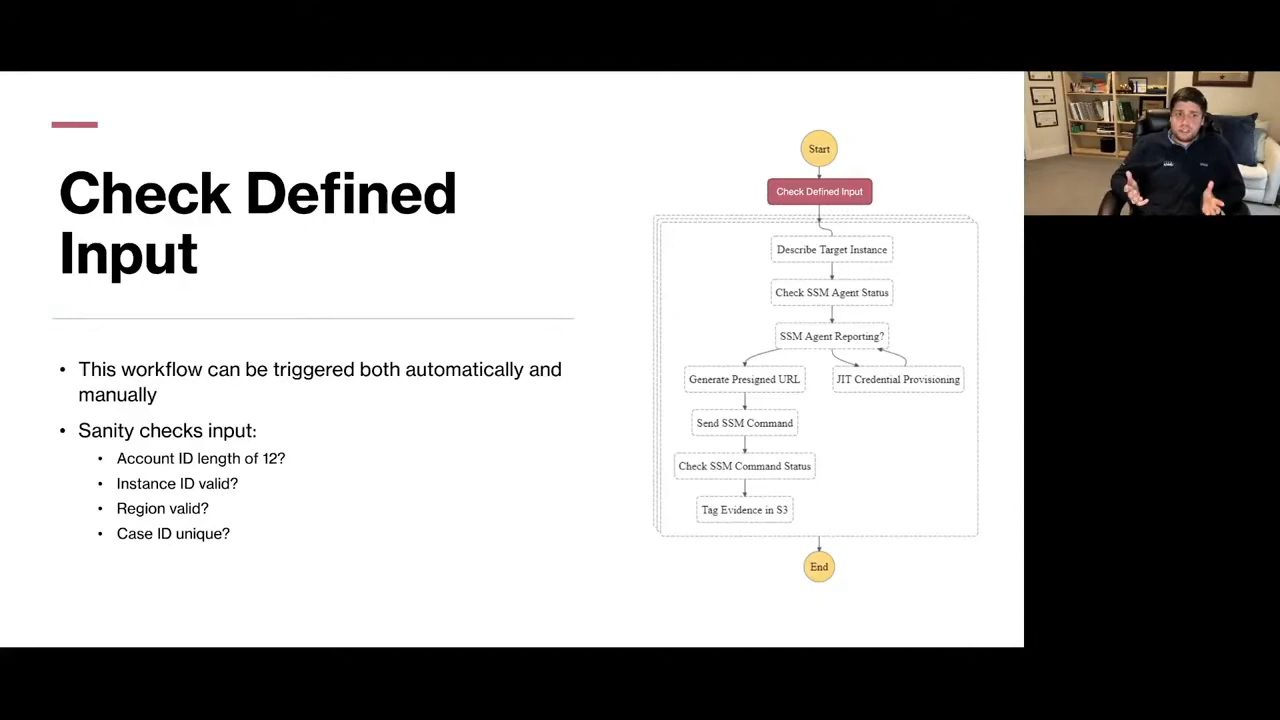 Check Defined
Input
• This workflow can be triggered both automatically and
manually
• Sanity checks input:
• Account ID length of 12?
• Instance ID valid?
• Region valid?
• Case ID unique?
Start
Check Defined Input
Describe Target Instance
Check SSM Agent Status
SSM Agent Reporting?
Generate Presigned URL
JIT Credential Provisioning
Send SSM Command
Check SSM Command Status
Tag Evidence in S3
End